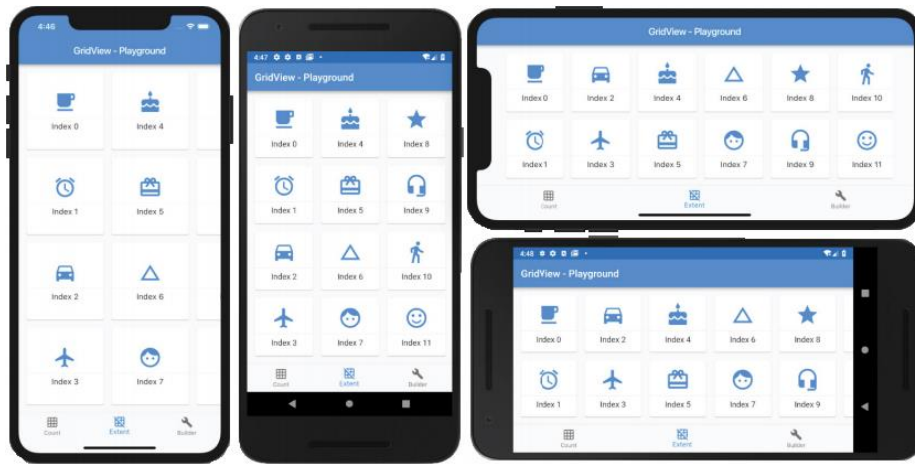 4:46
GridView - Playground
Index 0
Index 4
Index 1
Index 5
Index 2
Index 6
Index 3
Index 7
Count
Extent
Builder
4:47
GridView - Playground
Index 0
Index 4
Index 8
Index 1
Index 5
Index 9
Index 2
Index 6
Index 10
Index 3
Index 7
Index 11
Count
Extent
Builder
GridView - Playground
Index 0
Index 2
Index 4
Index 6
Index 8
Index 10
Index 1
Index 3
Index 5
Index 7
Index 9
Index 11
Count
Extent
Builder
4:48
GridView - Playground
Index 0
Index 2
Index 4
Index 6
Index 8
Index 1
Index 3
Index 5
Index 7
Index 9
Count
Extent
Builder